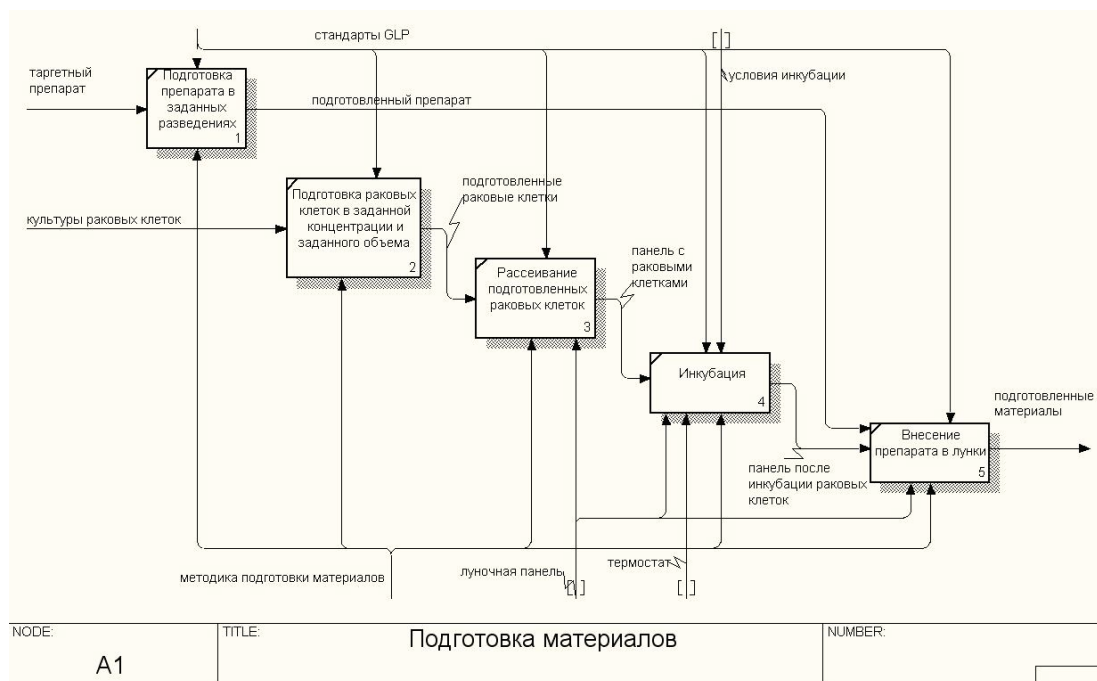 стандарты GLP
таргетный
препарат
Подготовка
препарата в
заданных
разведениях
1
условия инкубации
подготовленный препарат
культуры раковых клеток
Подготовка раковых
клеток в заданной
концентрации и
заданного объема
2
подготовленные
раковые клетки
Рассеивание
подготовленных
раковых клеток
3
панель с
раковыми
клетками
Инкубация
4
подготовленные
материалы
Внесение
препарата в лунки
5
панель после
инкубации раковых
клеток
методика подготовки материалов
луночная панель
термостат
NODE:
A1
TITLE:
Подготовка материалов
NUMBER: